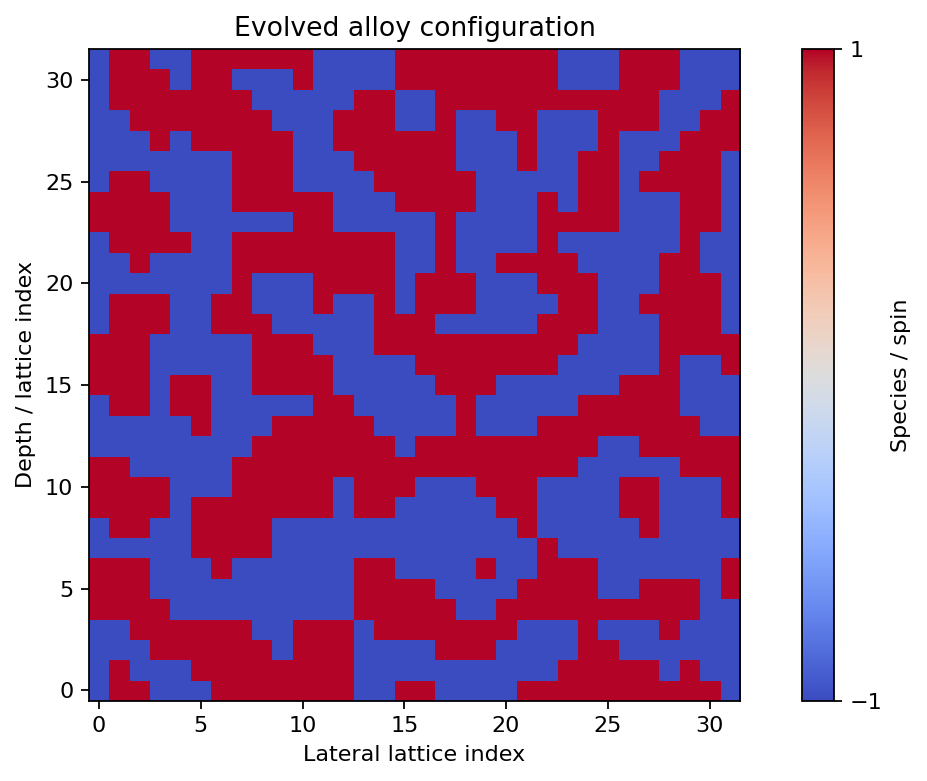 Evolved alloy configuration
Depth / lattice index
30
25
20
15
10
5
0
0 5 10 15 20 25 30
Lateral lattice index
1
−1
Species / spin